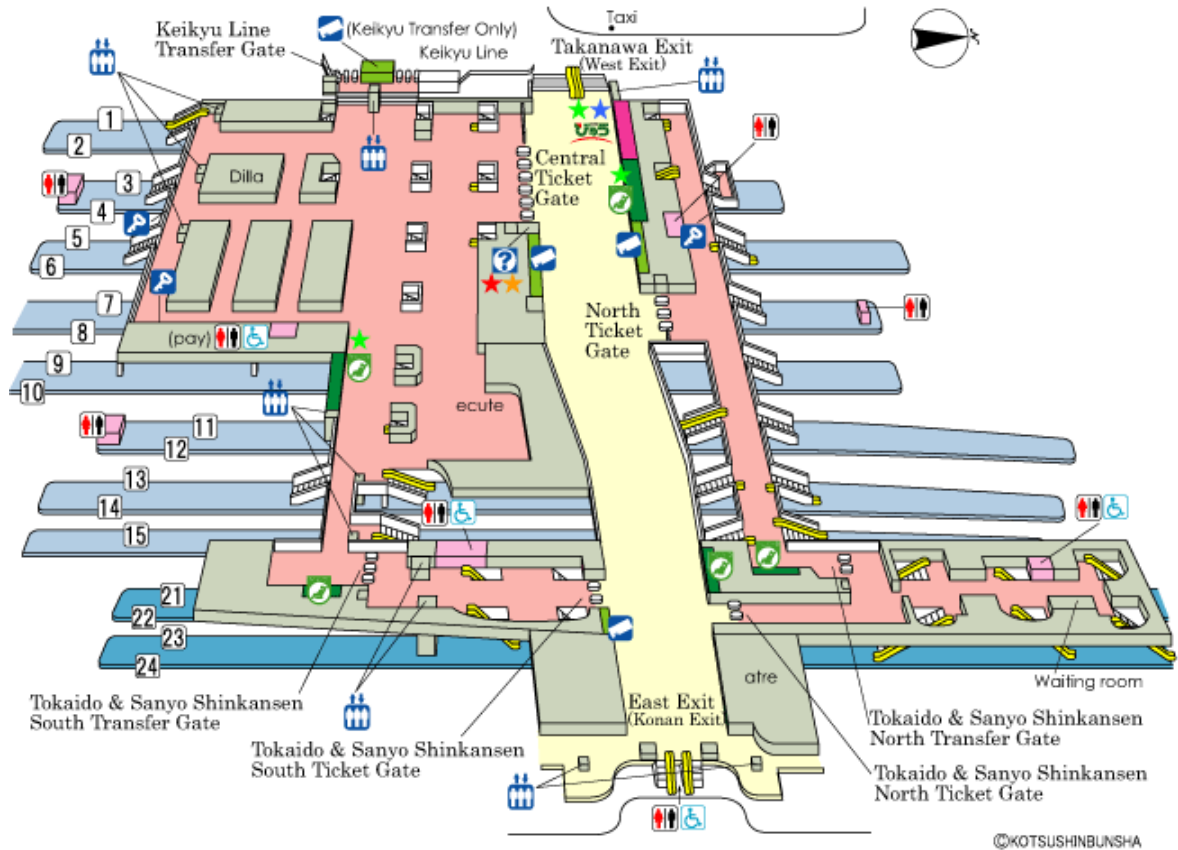 Taxi
Keikyu Line
Transfer Gate
(Keikyu Transfer Only)
Keikyu Line
Takanawa Exit
(West Exit)
びゅう
Central
Ticket
Gate
Dilla
1
2
3
4
5
6
7
8
9
10
11
12
13
14
15
21
22
23
24
?
North
Ticket
Gate
(pay)
ecute
Tokaido & Sanyo Shinkansen
South Transfer Gate
Tokaido & Sanyo Shinkansen
South Ticket Gate
East Exit
(Konan Exit)
atre
Waiting room
Tokaido & Sanyo Shinkansen
North Transfer Gate
Tokaido & Sanyo Shinkansen
North Ticket Gate
©KOTSUSHINBUNSHA